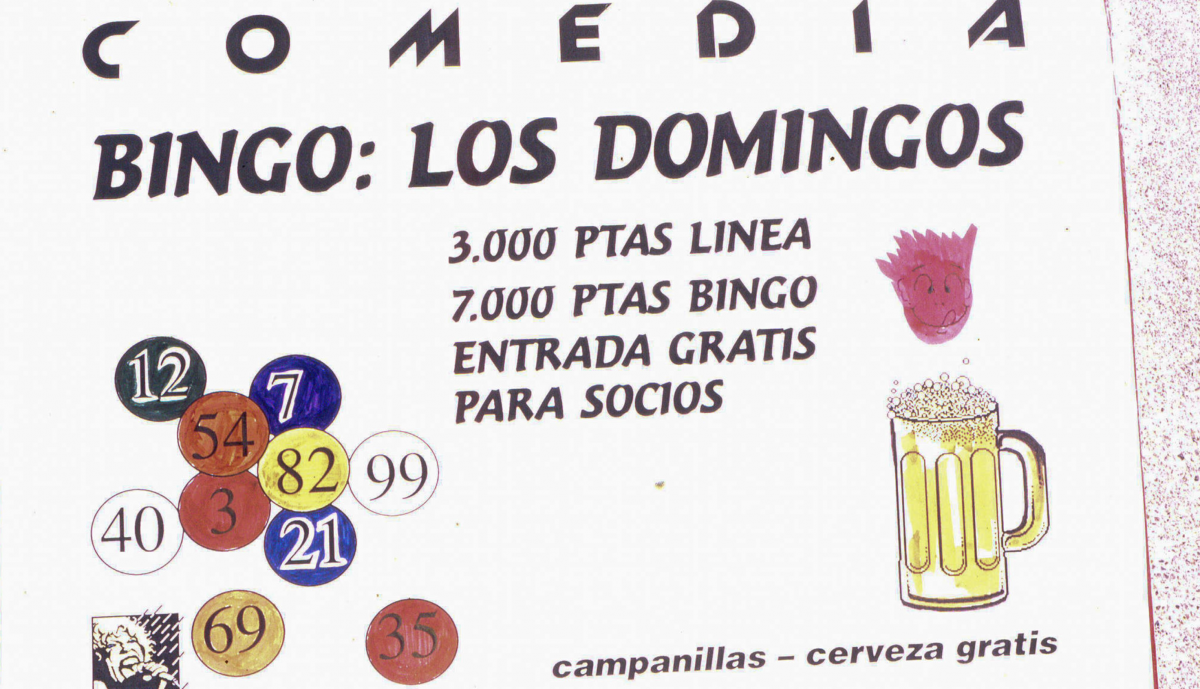 COMEDIA
BINGO: LOS DOMINGOS
3.000 PTAS LINEA
7.000 PTAS BINGO
ENTRADA GRATIS
PARA SOCIOS
12
7
54
82
99
3
40
21
69
35
campanillas – cerveza gratis